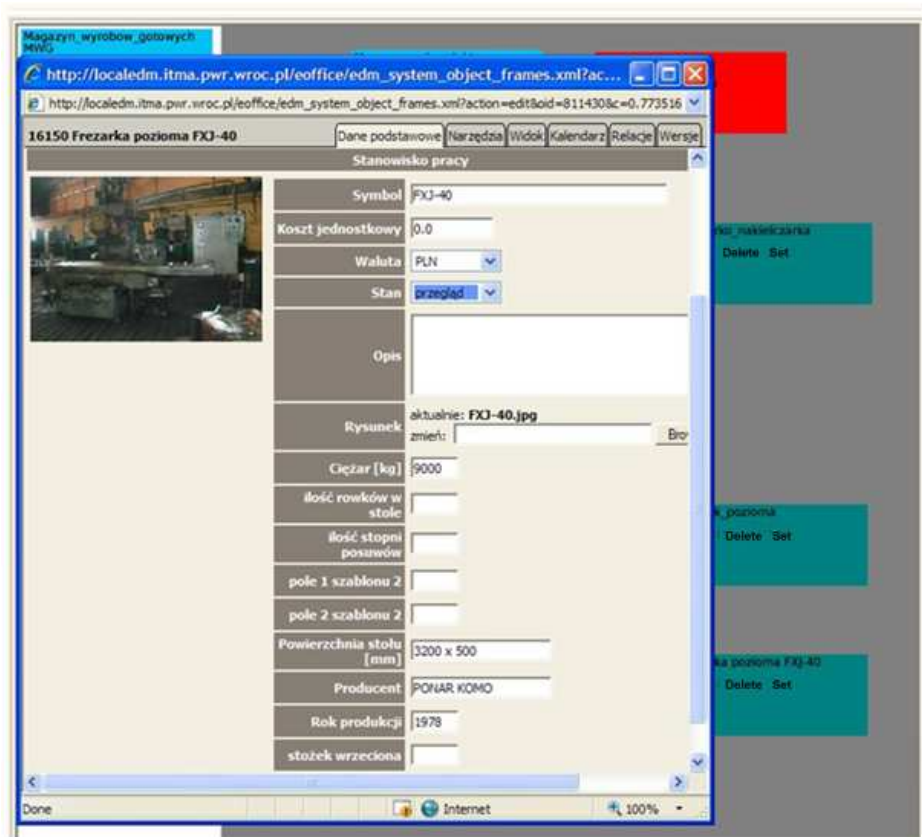 Magazyn_wyrobow_gotowych
MWG
http://localedm.itma.pwr.wroc.pl/eoffice/edm_system_object_frames.xml?ac...
http://localedm.itma.pwr.wroc.pl/eoffice/edm_system_object_frames.xml?action=edit&oid=811430&c=0.773516
16150 Frezarka pozioma FXJ-40
Dane podstawowe Narzędzia Widok Kalendarz Relacje Wersje
Stanowisko pracy
Symbol FXJ-40
Koszt jednostkowy 0.0
Waluta PLN
Stan przegląd
Opis
aktualnie: FXJ-40.jpg
Rysunek
zmień: Bro
Ciężar [kg] 9000
ilość rowków w
stole
ilość stopni
posuwów
pole 1 szablonu 2
pole 2 szablonu 2
Powierzchnia stołu
[mm] 3200 x 500
Producent PONAR KOMO
Rok produkcji 1978
stożek wrzeciona
Done Internet 100%
nakielczarka
Delete Set
pozioma
Delete Set
pozioma FXJ-40
Delete Set